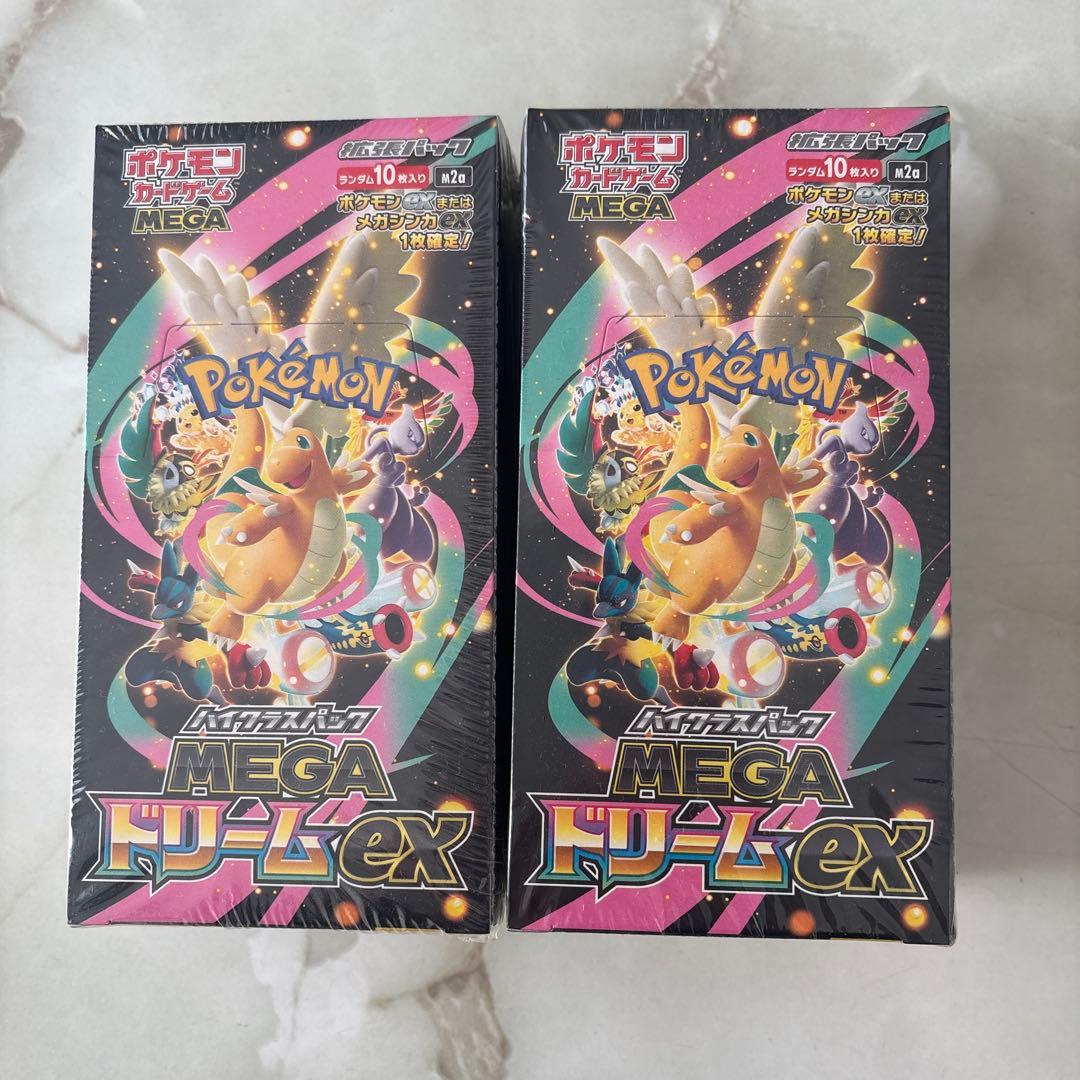 ポケモン
カードゲーム
MEGA
拡張パック
ランダム10枚入り M2a
ポケモンexまたは
メガシンカex
1枚確定!
POKéMON
ハイクラスパック
MEGA
ドリームex
ポケモン
カードゲーム™
MEGA
拡張パック
ランダム10枚入り M2a
ポケモンexまたは
メガシンカex
1枚確定!
POKéMON™
ハイクラスパック
MEGA
ドリームex